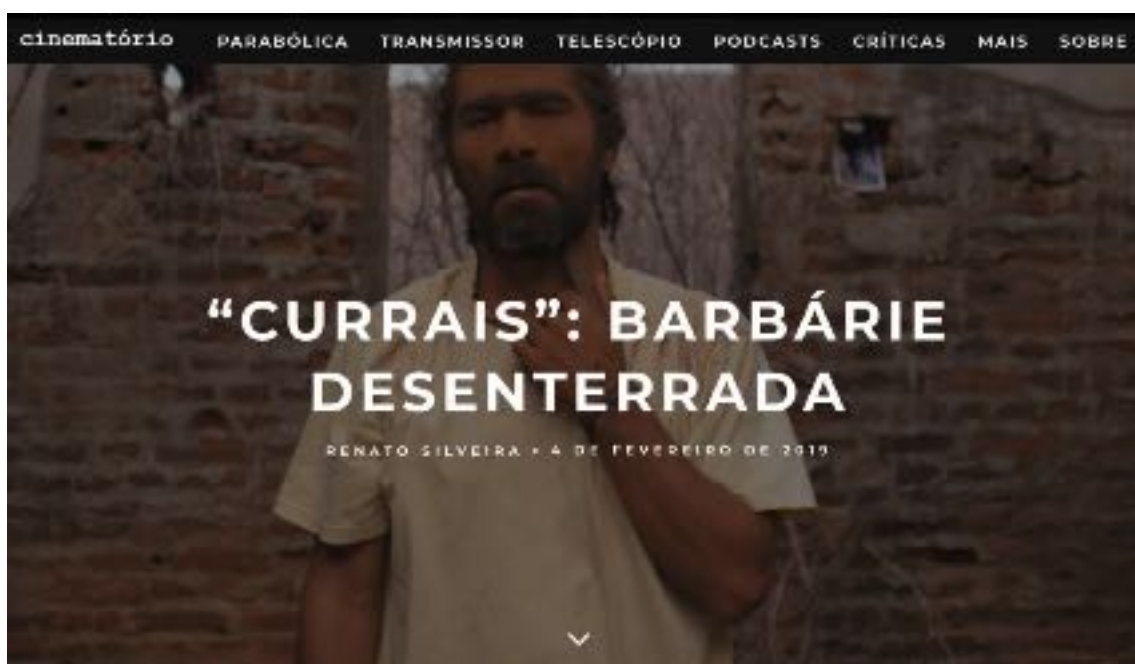 cinematório PARABÓLICA TRANSMISSOR TELESCÓPIO PODCASTS CRÍTICAS MAIS SOBRE
“CURRAIS”: BARBÁRIE
DESENTERRADA
RENATO SILVEIRA • 4 DE FEVEREIRO DE 2019